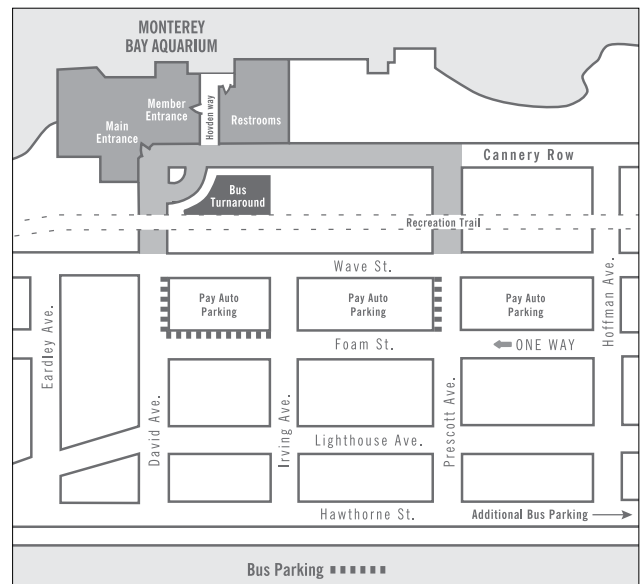 MONTEREY
BAY AQUARIUM
Member
Entrance
Main
Entrance
Hovden way
Restrooms
Cannery Row
Bus
Turnaround
Recreation Trail
Wave St.
Pay Auto
Parking
Pay Auto
Parking
Pay Auto
Parking
Eardley Ave.
Hoffman Ave.
Foam St.
ONE WAY
David Ave.
Irving Ave.
Prescott Ave.
Lighthouse Ave.
Hawthorne St.
Additional Bus Parking
Bus Parking